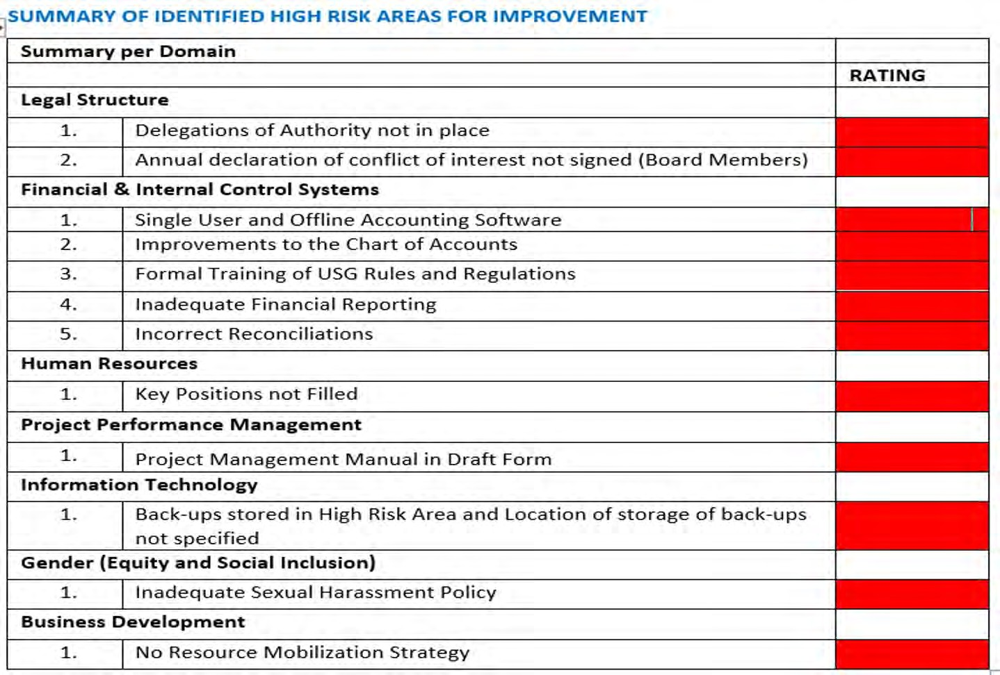 SUMMARY OF IDENTIFIED HIGH RISK AREAS FOR IMPROVEMENT
Summary per Domain
RATING
Legal Structure
1. Delegations of Authority not in place
2. Annual declaration of conflict of interest not signed (Board Members)
Financial & Internal Control Systems
1. Single User and Offline Accounting Software
2. Improvements to the Chart of Accounts
3. Formal Training of USG Rules and Regulations
4. Inadequate Financial Reporting
5. Incorrect Reconciliations
Human Resources
1. Key Positions not Filled
Project Performance Management
1. Project Management Manual in Draft Form
Information Technology
1. Back-ups stored in High Risk Area and Location of storage of back-ups
not specified
Gender (Equity and Social Inclusion)
1. Inadequate Sexual Harassment Policy
Business Development
1. No Resource Mobilization Strategy